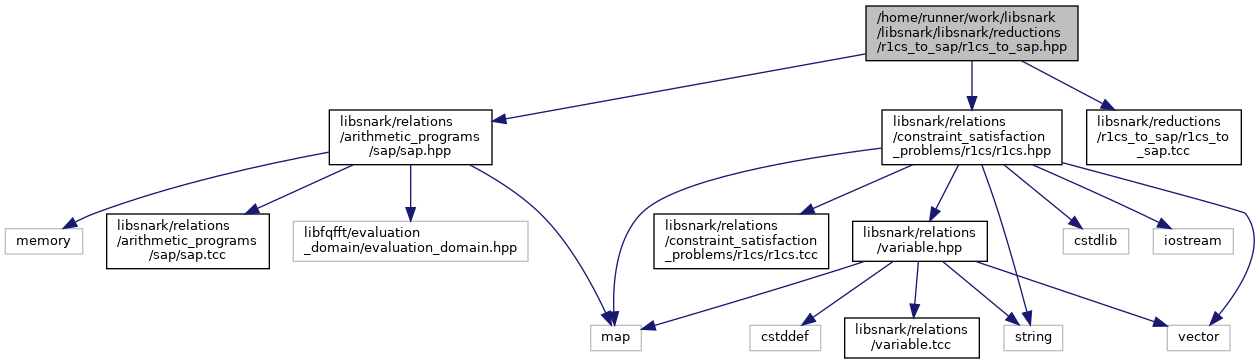 /home/runner/work/libsnark
/libsnark/libsnark/reductions
/r1cs_to_sap/r1cs_to_sap.hpp
libsnark/relations
/arithmetic_programs
/sap/sap.hpp
libsnark/relations
/constraint_satisfaction
_problems/r1cs/r1cs.hpp
libsnark/reductions
/r1cs_to_sap/r1cs_to
_sap.tcc
memory
libsnark/relations
/arithmetic_programs
/sap/sap.tcc
libfqfft/evaluation
_domain/evaluation_domain.hpp
libsnark/relations
/constraint_satisfaction
_problems/r1cs/r1cs.tcc
libsnark/relations
/variable.hpp
cstdlib
iostream
map
cstddef
libsnark/relations
/variable.tcc
string
vector